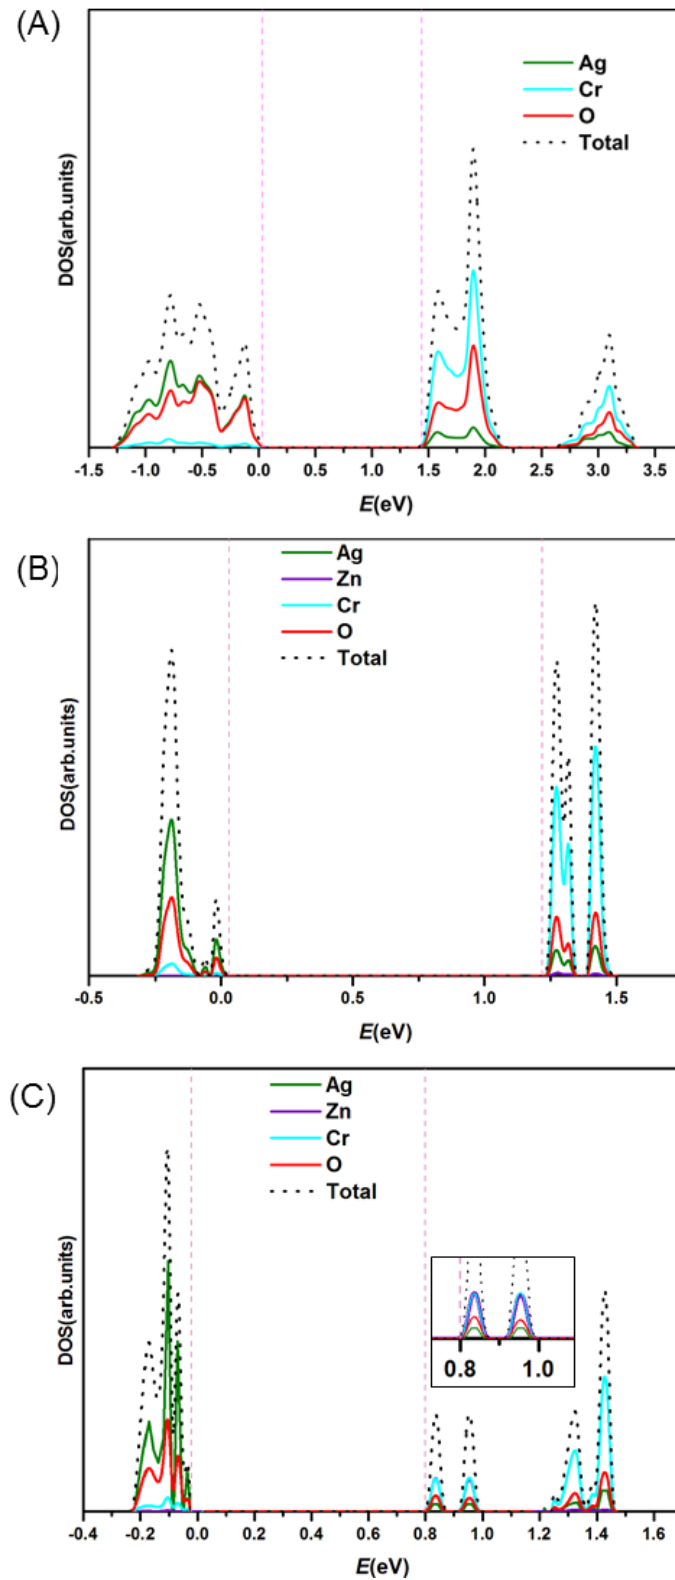 (A)
Ag
Cr
O
Total
DOS(arb.units)
-1.5 -1.0 -0.5 0.0 0.5 1.0 1.5 2.0 2.5 3.0 3.5
E(eV)
(B)
Ag
Zn
Cr
O
Total
DOS(arb.units)
-0.5 0.0 0.5 1.0 1.5
E(eV)
(C)
Ag
Zn
Cr
O
Total
DOS(arb.units)
0.8 1.0
-0.4 -0.2 0.0 0.2 0.4 0.6 0.8 1.0 1.2 1.4 1.6
E(eV)